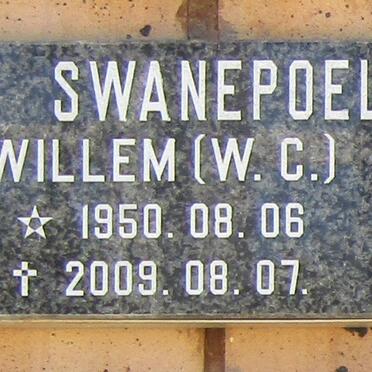 SWANEPOEL
WILLEM (W. C.)
☆ 1950. 08. 06
✝ 2009. 08. 07.